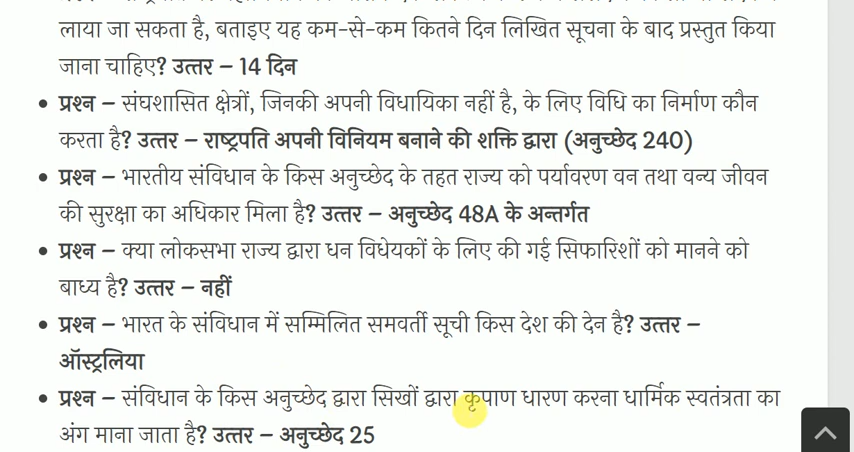 लाया जा सकता है, बताइए यह कम-से-कम कितने दिन लिखित सूचना के बाद प्रस्तुत किया
जाना चाहिए? उत्तर – 14 दिन
प्रश्न – संघशासित क्षेत्रों, जिनकी अपनी विधायिका नहीं है, के लिए विधि का निर्माण कौन
करता है? उत्तर – राष्ट्रपति अपनी विनियम बनाने की शक्ति द्वारा (अनुच्छेद 240)
प्रश्न – भारतीय संविधान के किस अनुच्छेद के तहत राज्य को पर्यावरण वन तथा वन्य जीवन
की सुरक्षा का अधिकार मिला है? उत्तर – अनुच्छेद 48A के अन्तर्गत
प्रश्न – क्या लोकसभा राज्य द्वारा धन विधेयकों के लिए की गई सिफारिशों को मानने को
बाध्य है? उत्तर – नहीं
प्रश्न – भारत के संविधान में सम्मिलित समवर्ती सूची किस देश की देन है? उत्तर –
ऑस्ट्रलिया
प्रश्न – संविधान के किस अनुच्छेद द्वारा सिखों द्वारा कृपाण धारण करना धार्मिक स्वतंत्रता का
अंग माना जाता है? उत्तर – अनुच्छेद 25